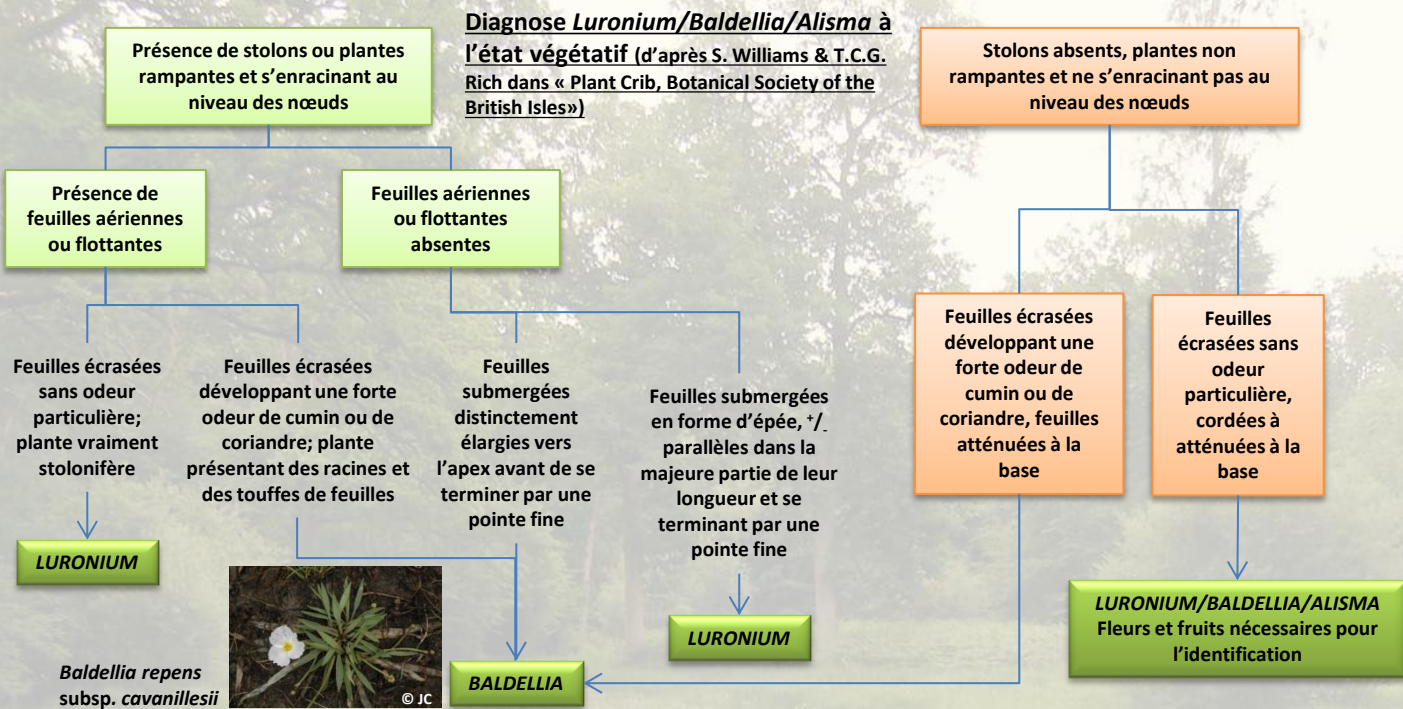 Diagnose Luronium/Baldellia/Alisma à
l'état végétatif (d'après S. Williams & T.C.G.
Rich dans « Plant Crib, Botanical Society of the
British Isles»)
Présence de stolons ou plantes
rampantes et s'enracinant au
niveau des nœuds
Stolons absents, plantes non
rampantes et ne s'enracinant pas au
niveau des nœuds
Présence de
feuilles aériennes
ou flottantes
Feuilles aériennes
ou flottantes
absentes
Feuilles écrasées
sans odeur
particulière;
plante vraiment
stolonifère
Feuilles écrasées
développant une forte
odeur de cumin ou de
coriandre; plante
présentant des racines et
des touffes de feuilles
Feuilles
submergées
distinctement
élargies vers
l'apex avant de se
terminer par une
pointe fine
Feuilles submergées
en forme d'épée, +/-
parallèles dans la
majeure partie de leur
longueur et se
terminant par une
pointe fine
Feuilles écrasées
développant une
forte odeur de
cumin ou de
coriandre, feuilles
atténuées à la
base
Feuilles
écrasées sans
odeur
particulière,
cordées à
atténuées à la
base
LURONIUM
BALDELLIA
LURONIUM
LURONIUM/BALDELLIA/ALISMA
Fleurs et fruits nécessaires pour
l'identification
Baldellia repens
subsp. cavanillesii
© JC